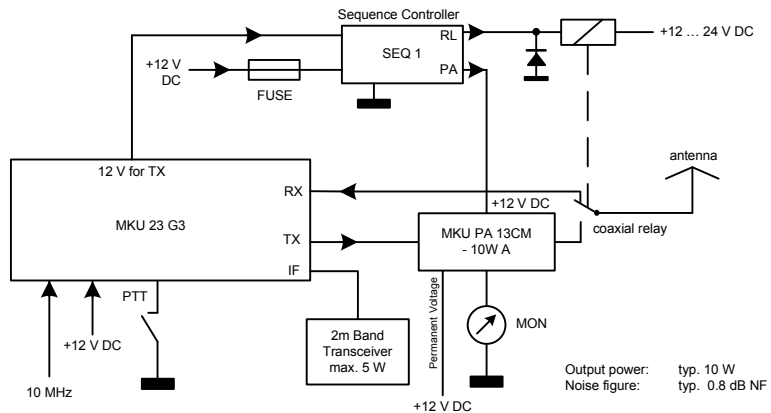 Sequence Controller
RL
SEQ 1
PA
+12 ... 24 V DC
+12 V
DC
FUSE
12 V for TX
RX
MKU 23 G3
TX
IF
+12 V DC
MKU PA 13CM
- 10W A
coaxial relay
antenna
PTT
+12 V DC
10 MHz
2m Band
Transceiver
max. 5 W
Permanent Voltage
MON
+12 V DC
Output power: typ. 10 W
Noise figure: typ. 0.8 dB NF